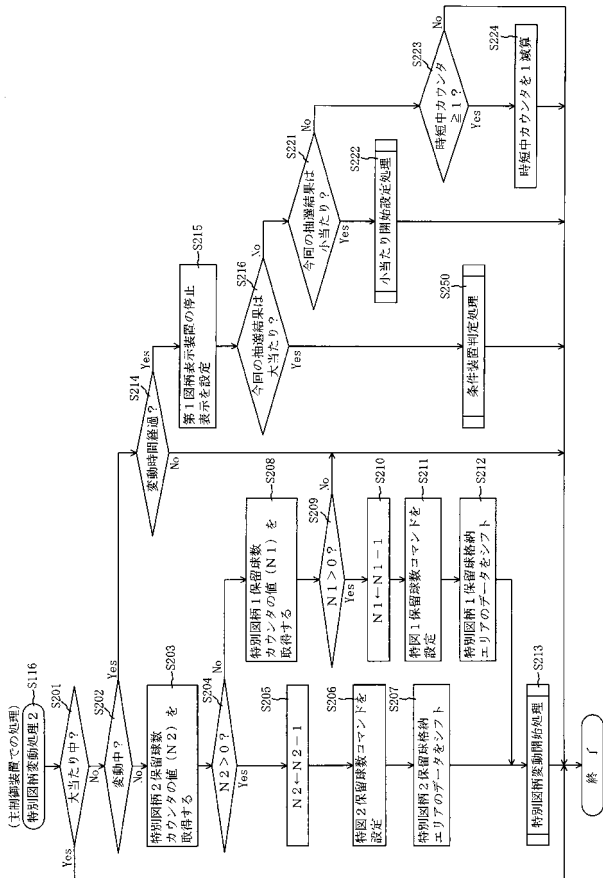 (主制御装置での処理)
特別図柄変動処理2
S116
S201
大当たり中?
Yes
No
S202
変動中?
Yes
No
S203
特別図柄2保留球数
カウンタの値(N2)を
取得する
S204
N2>0?
No
Yes
S205
N2←N2-1
S206
特図2保留球数コマンドを
設定
S207
特別図柄2保留球格納
エリアのデータをシフト
S208
特別図柄1保留球数
カウンタの値(N1)を
取得する
S209
N1>0?
No
Yes
S210
N1←N1-1
S211
特図1保留球数コマンドを
設定
S212
特別図柄1保留球格納
エリアのデータをシフト
S213
特別図柄変動開始処理
S214
変動時間経過?
Yes
No
S215
第1図柄表示装置の停止
表示を設定
S216
今回の抽選結果は
大当たり?
No
Yes
S250
条件装置判定処理
S221
今回の抽選結果は
小当たり?
No
Yes
S222
小当たり開始設定処理
S223
時短中カウンタ
≧1?
No
Yes
S224
時短中カウンタを1減算
終了